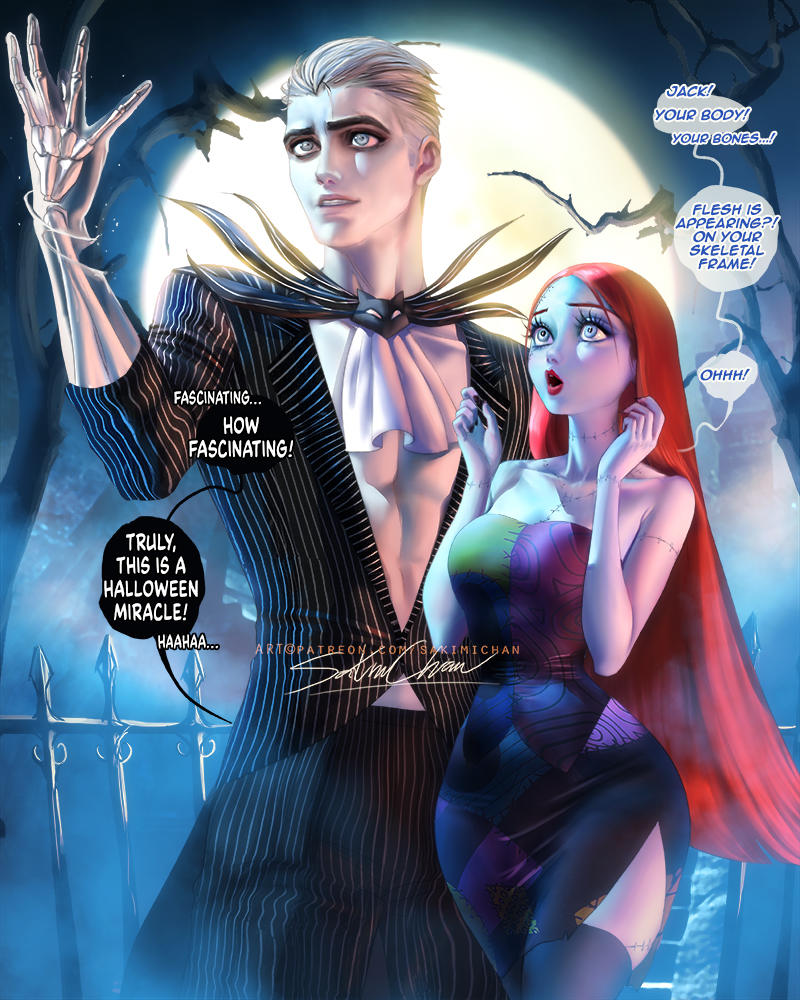 JACK!
YOUR BODY!
YOUR BONES...!
FLESH IS
APPEARING?!
ON YOUR
SKELETAL
FRAME!
OHHH!
FASCINATING...
HOW
FASCINATING!
TRULY,
THIS IS A
HALLOWEEN
MIRACLE!
HAAHAA...
ART©PATREON.COM/SAKIMICHAN
SakimiChan